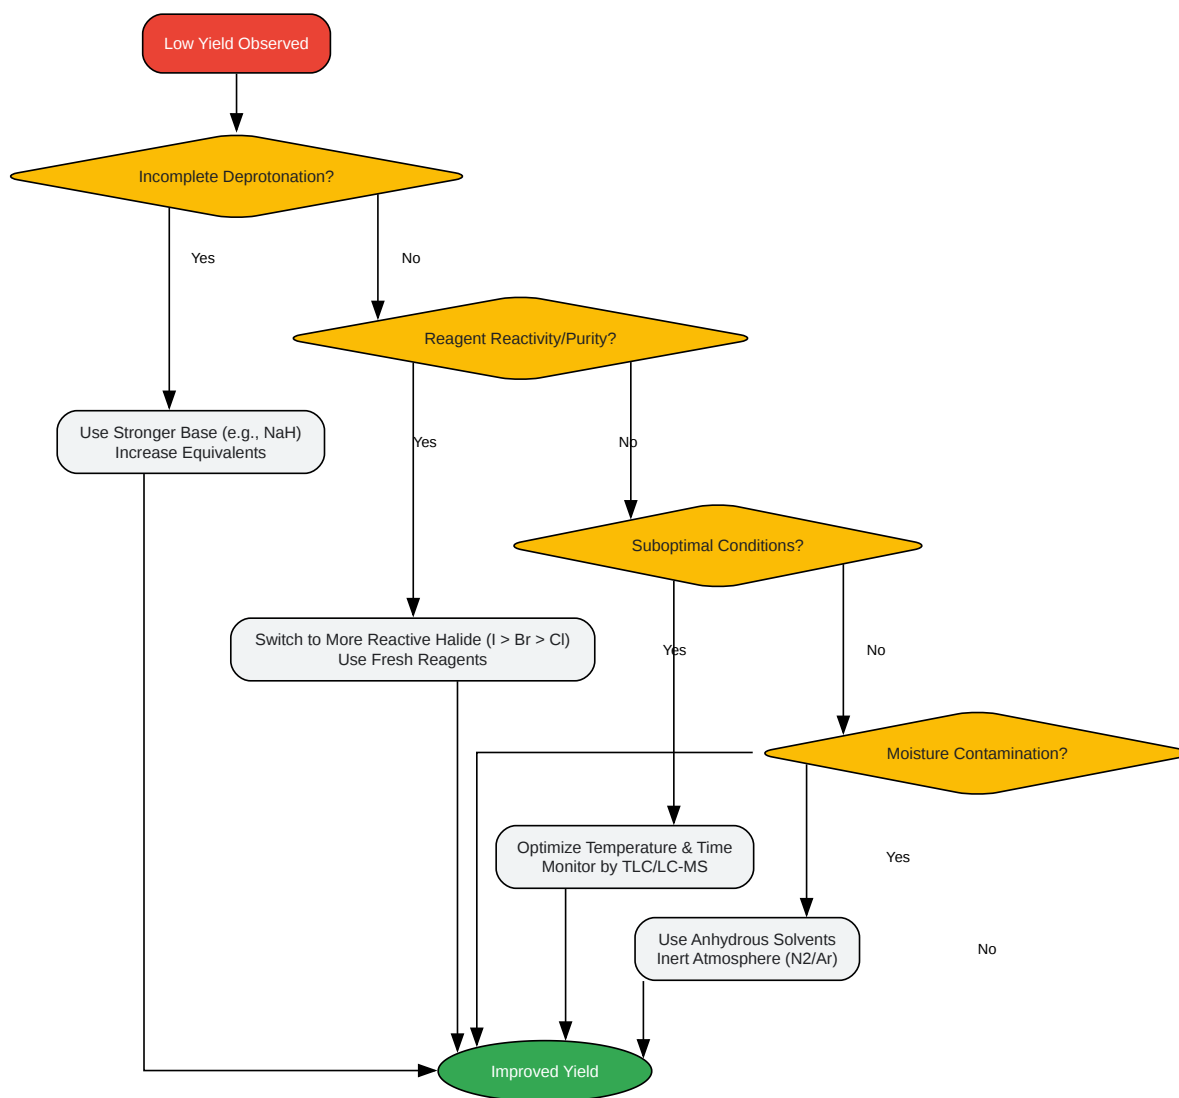 Low Yield Observed
Incomplete Deprotonation?
Yes
No
Reagent Reactivity/Purity?
Use Stronger Base (e.g., NaH)
Increase Equivalents
Yes
No
Suboptimal Conditions?
Switch to More Reactive Halide (I > Br > Cl)
Use Fresh Reagents
Yes
No
Moisture Contamination?
Optimize Temperature & Time
Monitor by TLC/LC-MS
Yes
Use Anhydrous Solvents
Inert Atmosphere (N2/Ar)
No
Improved Yield